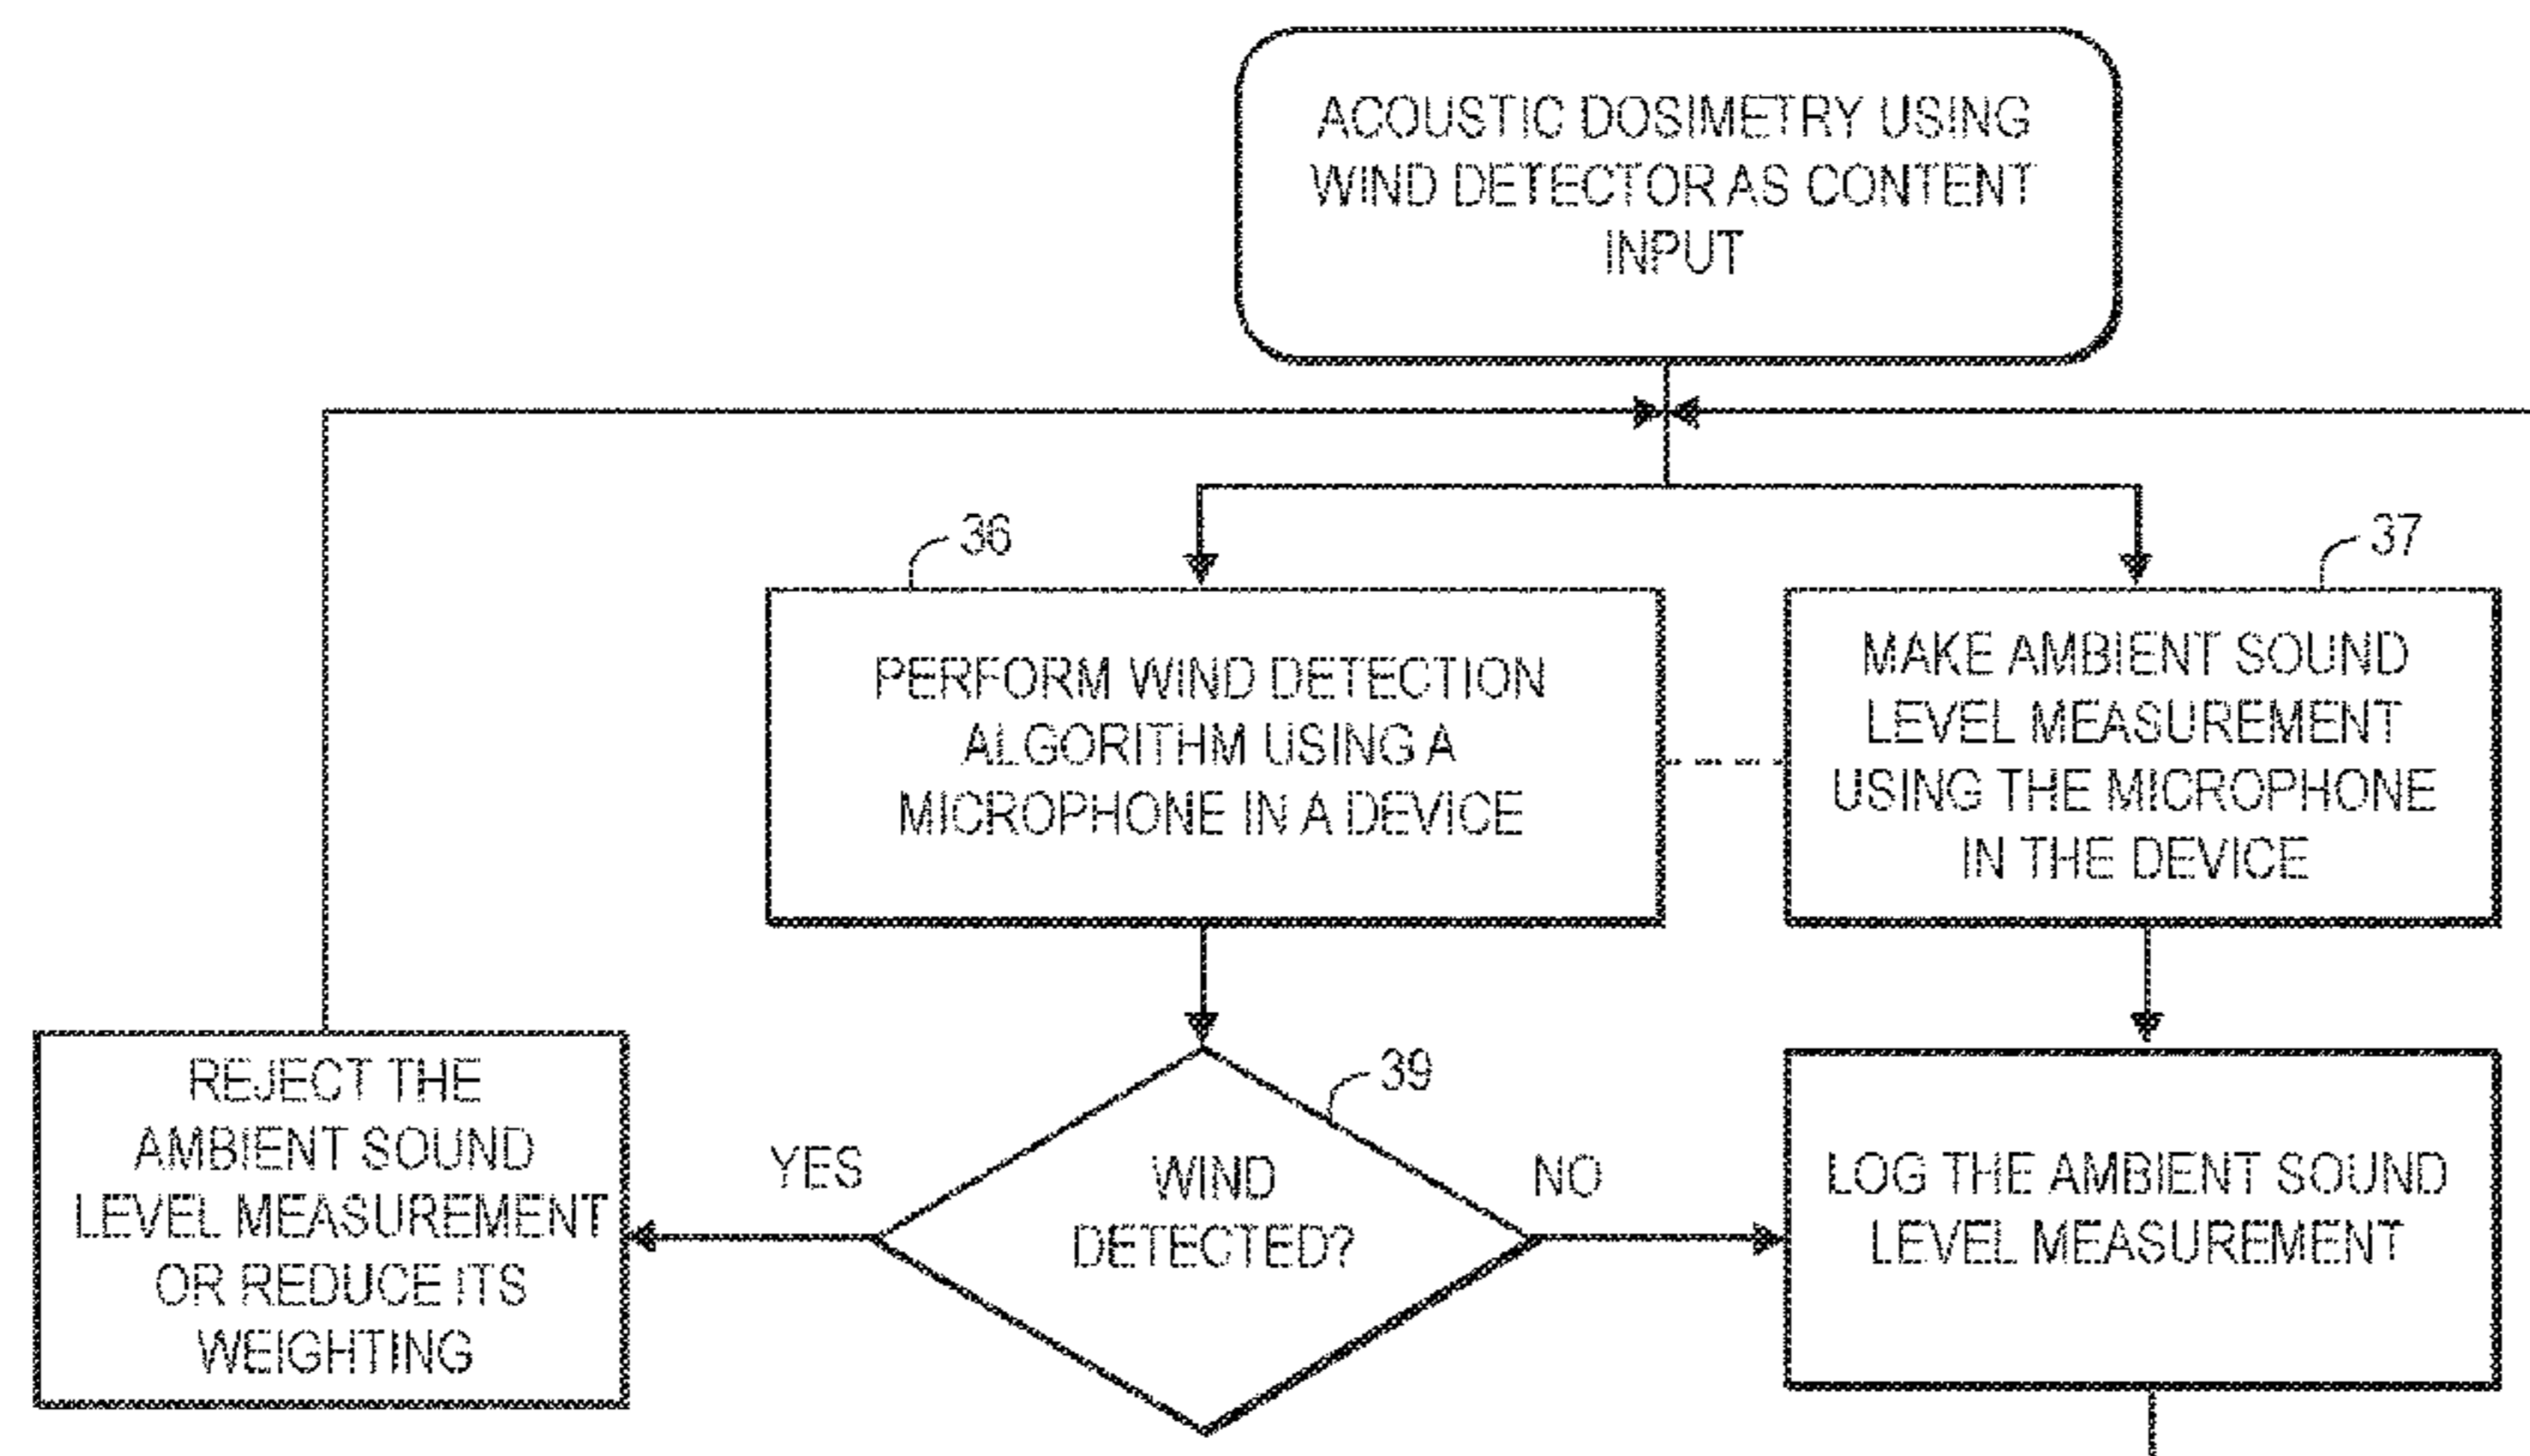 ACOUSTIC DOSIMETRY USING
WIND DETECTOR AS CONTENT
INPUT
36
37
PERFORM WIND DETECTION
ALGORITHM USING A
MICROPHONE IN A DEVICE
MAKE AMBIENT SOUND
LEVEL MEASUREMENT
USING THE MICROPHONE
IN THE DEVICE
39
REJECT THE
AMBIENT SOUND
LEVEL MEASUREMENT
OR REDUCE ITS
WEIGHTING
YES
WIND
DETECTED?
NO
LOG THE AMBIENT SOUND
LEVEL MEASUREMENT